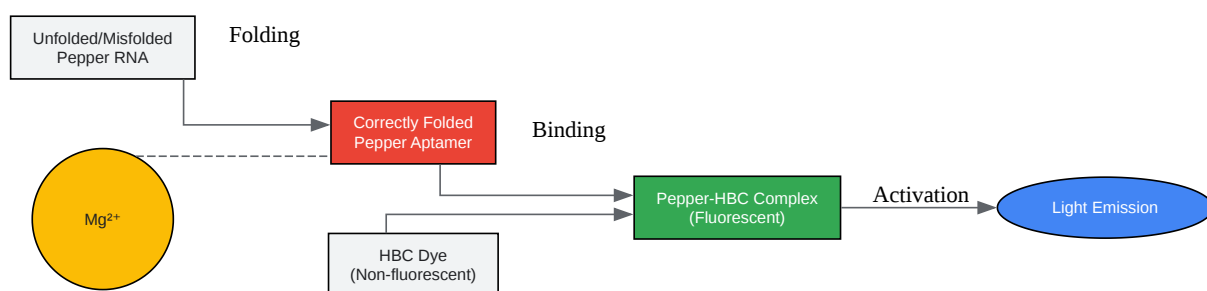 Unfolded/Misfolded
Pepper RNA
Folding
Correctly Folded
Pepper Aptamer
Binding
Mg²⁺
Pepper-HBC Complex
(Fluorescent)
Activation
Light Emission
HBC Dye
(Non-fluorescent)